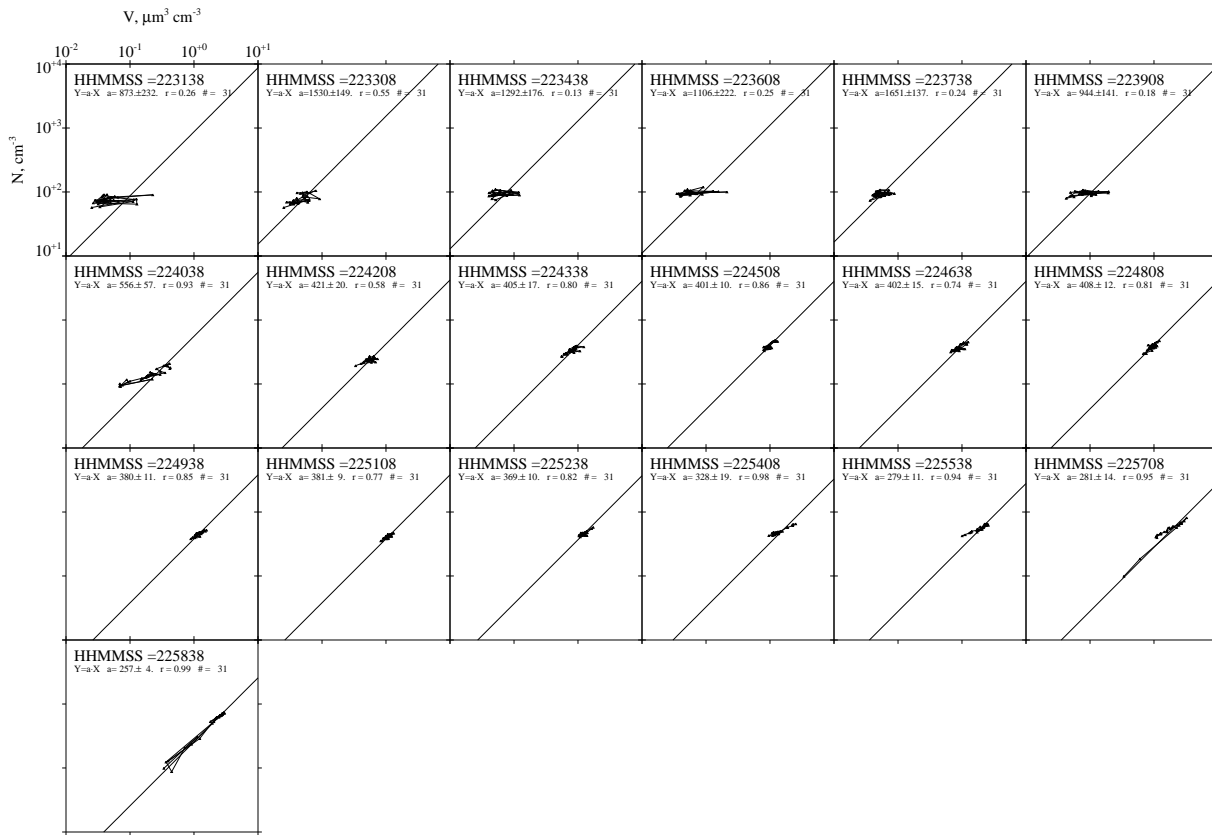 V, μm³ cm⁻³
10⁻² 10⁻¹ 10⁺⁰ 10⁺¹
N, cm⁻³
10⁺⁴
10⁺³
10⁺²
10⁺¹
HHMMSS =223138
Y=a·X a= 873.±232. r = 0.26 # = 31
HHMMSS =223308
Y=a·X a=1530±149. r = 0.55 # = 31
HHMMSS =223438
Y=a·X a=1292±176. r = 0.13 # = 31
HHMMSS =223608
Y=a·X a=1106.±222. r = 0.25 # = 31
HHMMSS =223738
Y=a·X a=1651±137. r = 0.24 # = 31
HHMMSS =223908
Y=a·X a= 944±141. r = 0.18 # = 31
HHMMSS =224038
Y=a·X a= 556± 57. r = 0.93 # = 31
HHMMSS =224208
Y=a·X a= 421± 20. r = 0.58 # = 31
HHMMSS =224338
Y=a·X a= 405± 17. r = 0.80 # = 31
HHMMSS =224508
Y=a·X a= 401± 10. r = 0.86 # = 31
HHMMSS =224638
Y=a·X a= 402± 15. r = 0.74 # = 31
HHMMSS =224808
Y=a·X a= 408± 12. r = 0.81 # = 31
HHMMSS =224938
Y=a·X a= 380± 11. r = 0.85 # = 31
HHMMSS =225108
Y=a·X a= 381± 9. r = 0.77 # = 31
HHMMSS =225238
Y=a·X a= 369± 10. r = 0.82 # = 31
HHMMSS =225408
Y=a·X a= 328± 19. r = 0.98 # = 31
HHMMSS =225538
Y=a·X a= 279± 11. r = 0.94 # = 31
HHMMSS =225708
Y=a·X a= 281± 14. r = 0.95 # = 31
HHMMSS =225838
Y=a·X a= 257.± 4. r = 0.99 # = 31